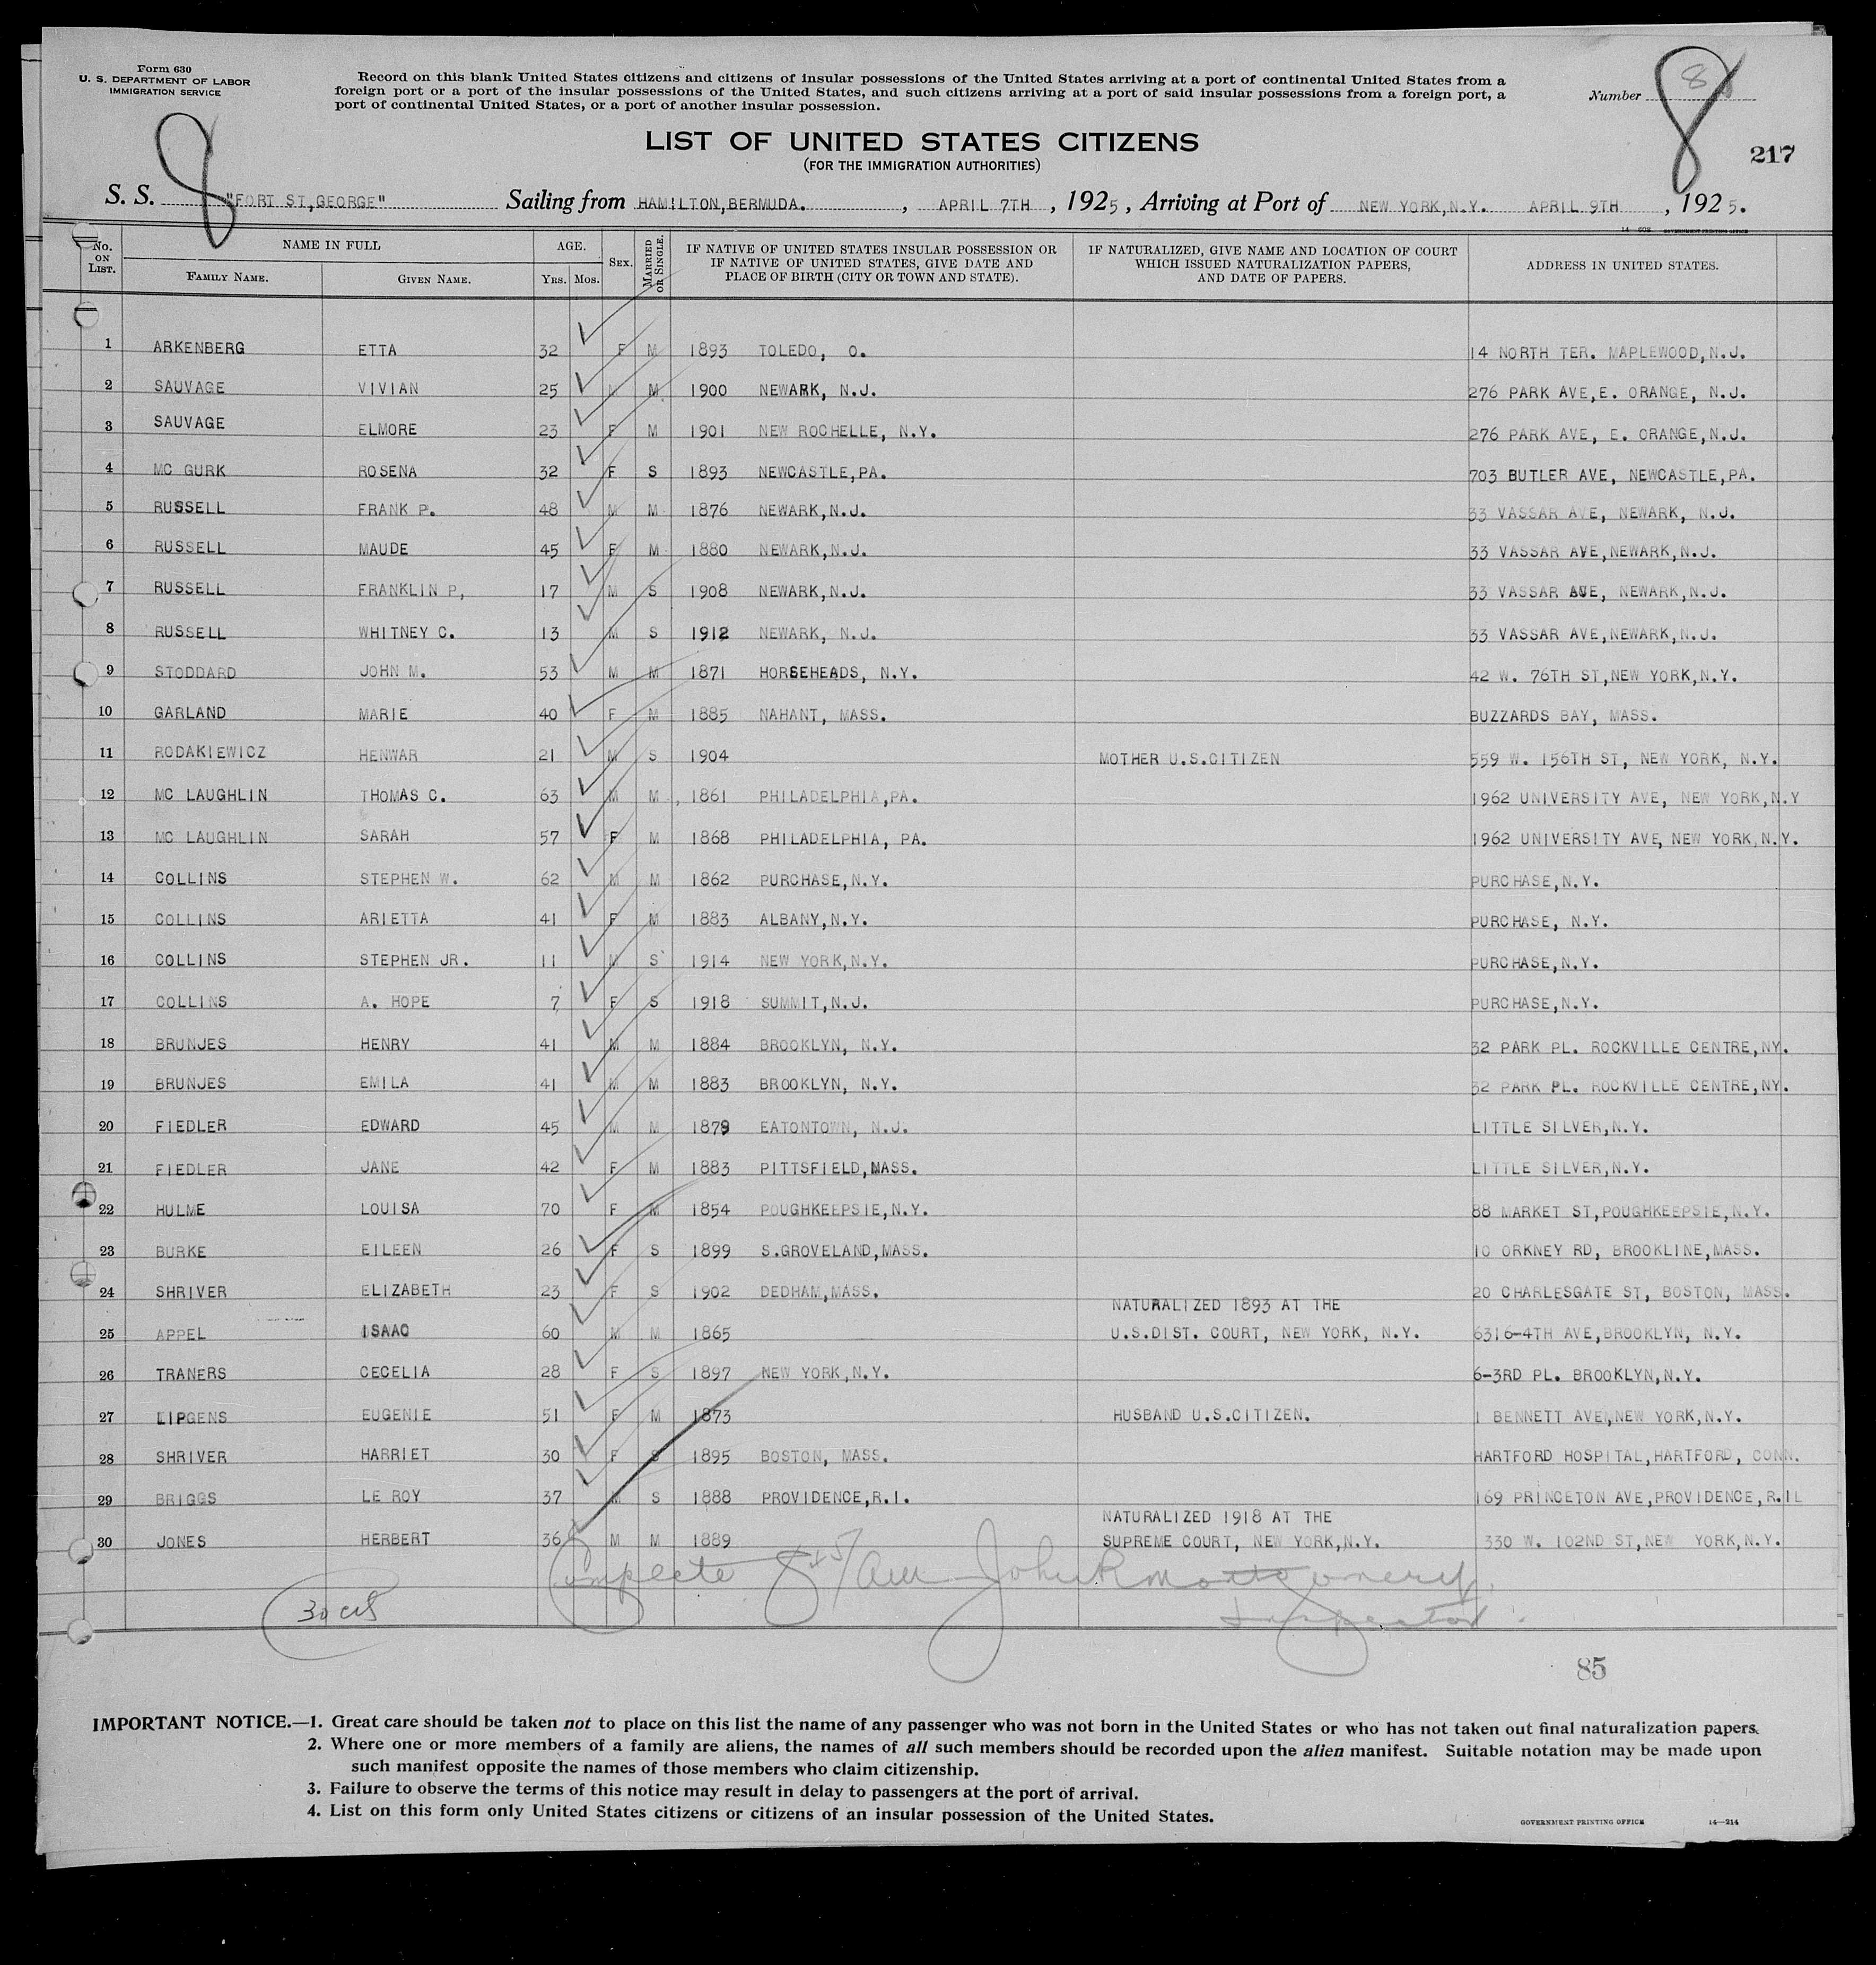 Form 630
U. S. DEPARTMENT OF LABOR
IMMIGRATION SERVICE
Record on this blank United States citizens and citizens of insular possessions of the United States arriving at a port of continental United States from a
foreign port or a port of the insular possessions of the United States, and such citizens arriving at a port of said insular possessions from a foreign port, a
port of continental United States, or a port of another insular possession.
Number 8
8 8
217
LIST OF UNITED STATES CITIZENS
(FOR THE IMMIGRATION AUTHORITIES)
S. S. "FORT ST,GEORGE" Sailing from HAMILTON,BERMUDA. , APRIL 7TH , 1925 , Arriving at Port of NEW YORK,N.Y. APRIL 9TH , 1925.
No. ON LIST. NAME IN FULL FAMILY NAME. GIVEN NAME. AGE. YRS. MOS. SEX. MARRIED OR SINGLE. IF NATIVE OF UNITED STATES INSULAR POSSESSION OR IF NATIVE OF UNITED STATES, GIVE DATE AND PLACE OF BIRTH (CITY OR TOWN AND STATE). IF NATURALIZED, GIVE NAME AND LOCATION OF COURT WHICH ISSUED NATURALIZATION PAPERS, AND DATE OF PAPERS. ADDRESS IN UNITED STATES.
1 ARKENBERG ETTA 32 F M 1893 TOLEDO, O. 14 NORTH TER. MAPLEWOOD,N.J.
2 SAUVAGE VIVIAN 25 M M 1900 NEWARK, N.J. 276 PARK AVE,E. ORANGE, N.J.
3 SAUVAGE ELMORE 23 F M 1901 NEW ROCHELLE, N.Y. 276 PARK AVE, E. ORANGE,N.J.
4 MC GURK ROSENA 32 F S 1893 NEWCASTLE,PA. 703 BUTLER AVE, NEWCASTLE,PA.
5 RUSSELL FRANK P. 48 M M 1876 NEWARK,N.J. 33 VASSAR AVE, NEWARK, N.J.
6 RUSSELL MAUDE 45 F M 1880 NEWARK,N.J. 33 VASSAR AVE,NEWARK,N.J.
7 RUSSELL FRANKLIN P, 17 M S 1908 NEWARK,N.J. 33 VASSAR NEWARK,N.J.
8 RUSSELL WHITNEY C. 13 M S 1912 NEWARK, N.J. 33 VASSAR AVE,NEWARK,N.J.
9 STODDARD JOHN M. 53 M M 1871 HORSEHEADS, N.Y. 42 W. 76TH ST,NEW YORK,N.Y.
10 GARLAND MARIE 40 F M 1885 NAHANT, MASS. BUZZARDS BAY, MASS.
11 RODAKIEWICZ HENWAR 21 M S 1904 MOTHER U.S.CITIZEN 559 W. 156TH ST, NEW YORK, N.Y.
12 MC LAUGHLIN THOMAS C. 63 M M 1861 PHILADELPHIA,PA. 1962 UNIVERSITY AVE, NEW YORK,N.Y
13 MC LAUGHLIN SARAH 57 F M 1868 PHILADELPHIA, PA. 1962 UNIVERSITY AVE, NEW YORK,N.Y.
14 COLLINS STEPHEN W. 62 M M 1862 PURCHASE,N.Y. PURCHASE,N.Y.
15 COLLINS ARIETTA 41 F M 1883 ALBANY,N.Y. PURCHASE, N.Y.
16 COLLINS STEPHEN JR. 11 M S 1914 NEW YORK,N.Y. PURCHASE,N.Y.
17 COLLINS A. HOPE 7 F S 1918 SUMMIT,N.J. PURCHASE,N.Y.
18 BRUNJES HENRY 41 M M 1884 BROOKLYN, N.Y. 32 PARK PL. ROCKVILLE CENTRE,NY.
19 BRUNJES EMILA 41 M M 1883 BROOKLYN, N.Y. 32 PARK PL. ROCKVILLE CENTRE,NY.
20 FIEDLER EDWARD 45 M M 1879 EATONTOWN, N.J. LITTLE SILVER,N.Y.
21 FIEDLER JANE 42 F M 1883 PITTSFIELD,MASS. LITTLE SILVER,N.Y.
22 HULME LOUISA 70 F M 1854 POUGHKEEPSIE,N.Y. 88 MARKET ST,POUGHKEEPSIE,N.Y.
23 BURKE EILEEN 26 F S 1899 S.GROVELAND,MASS. 10 ORKNEY RD, BROOKLINE,MASS.
24 SHRIVER ELIZABETH 23 F S 1902 DEDHAM,MASS. 20 CHARLESGATE ST, BOSTON, MASS.
NATURALIZED 1893 AT THE
25 APPEL ISAAC 60 M M 1865 U.S.DIST. COURT, NEW YORK, N.Y. 6316-4TH AVE,BROOKLYN, N.Y.
26 TRANERS CECELIA 28 F S 1897 NEW YORK,N.Y. 6-3RD PL. BROOKLYN,N.Y.
27 LIPGENS EUGENIE 51 F M 1873 HUSBAND U.S.CITIZEN. 1 BENNETT AVE,NEW YORK,N.Y.
28 SHRIVER HARRIET 30 F S 1895 BOSTON, MASS. HARTFORD HOSPITAL,HARTFORD, CONN.
29 BRIGGS LE ROY 37 M S 1888 PROVIDENCE,R.I. 169 PRINCETON AVE,PROVIDENCE,R.I
NATURALIZED 1918 AT THE
30 JONES HERBERT 36 M M 1889 SUPREME COURT, NEW YORK,N.Y. 330 W. 102ND ST,NEW YORK,N.Y.
Complete AM John R Montgomery
Inspector
30
85
IMPORTANT NOTICE.—1. Great care should be taken not to place on this list the name of any passenger who was not born in the United States or who has not taken out final naturalization papers.
2. Where one or more members of a family are aliens, the names of all such members should be recorded upon the alien manifest. Suitable notation may be made upon
such manifest opposite the names of those members who claim citizenship.
3. Failure to observe the terms of this notice may result in delay to passengers at the port of arrival.
4. List on this form only United States citizens or citizens of an insular possession of the United States.
GOVERNMENT PRINTING OFFICE 14—214